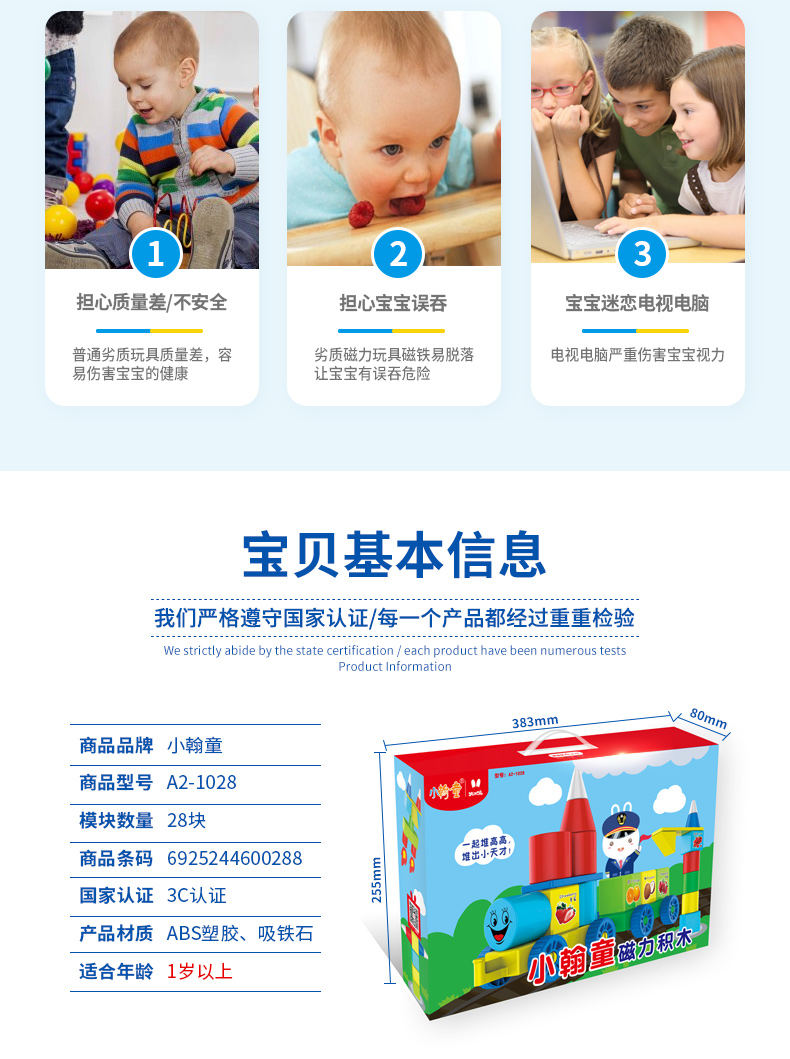 1
担心质量差/不安全
普通劣质玩具质量差，容
易伤害宝宝的健康
2
担心宝宝误吞
劣质磁力玩具磁铁易脱落
让宝宝有误吞危险
3
宝宝迷恋电视电脑
电视电脑严重伤害宝宝视力
宝贝基本信息
我们严格遵守国家认证/每一个产品都经过重重检验
We strictly abide by the state certification / each product have been numerous tests
Product Information
商品品牌 小翰童
商品型号 A2-1028
模块数量 28块
商品条码 6925244600288
国家认证 3C认证
产品材质 ABS塑胶、吸铁石
适合年龄 1岁以上
383mm
80mm
255mm
小翰童
型号：A2-1028
一起堆高高，
堆出小天才！
小翰童磁力积木